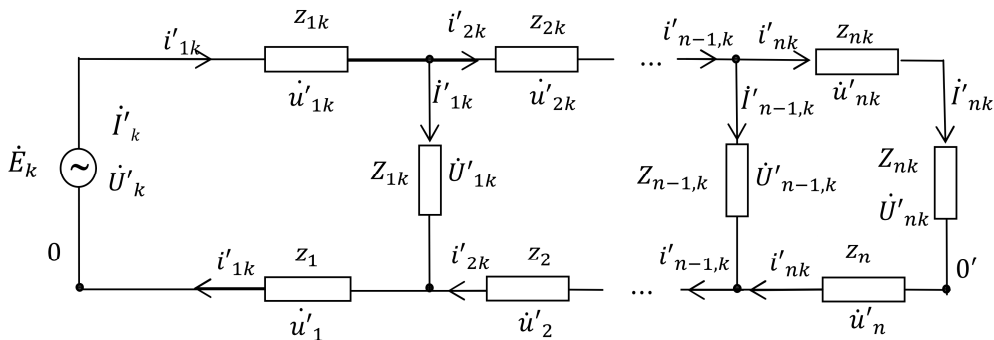 z₁ₖ z₂ₖ zₙₖ
i′₁ₖ i′₂ₖ i′ₙ₋₁,ₖ i′ₙₖ
...
u̇′₁ₖ u̇′₂ₖ u̇′ₙₖ
İ′ₖ İ′₁ₖ İ′ₙ₋₁,ₖ İ′ₙₖ
Ėₖ ~ U̇′ₖ Z₁ₖ U̇′₁ₖ Zₙ₋₁,ₖ U̇′ₙ₋₁,ₖ Zₙₖ U̇′ₙₖ
0 i′₁ₖ z₁ i′₂ₖ z₂ i′ₙ₋₁,ₖ i′ₙₖ zₙ 0′
...
u̇′₁ u̇′₂ u̇′ₙ